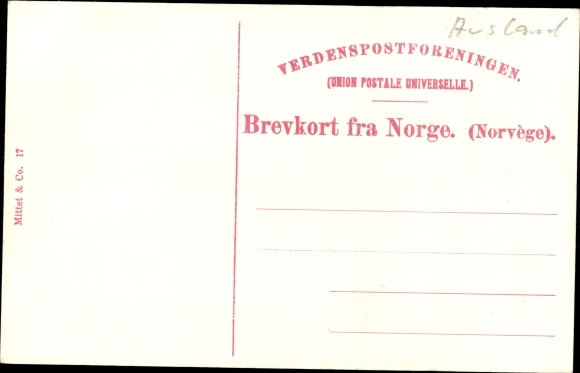 Ausland
VERDENSPOSTFORENINGEN.
(UNION POSTALE UNIVERSELLE.)
Brevkort fra Norge. (Norvège).
Mittet & Co. 17